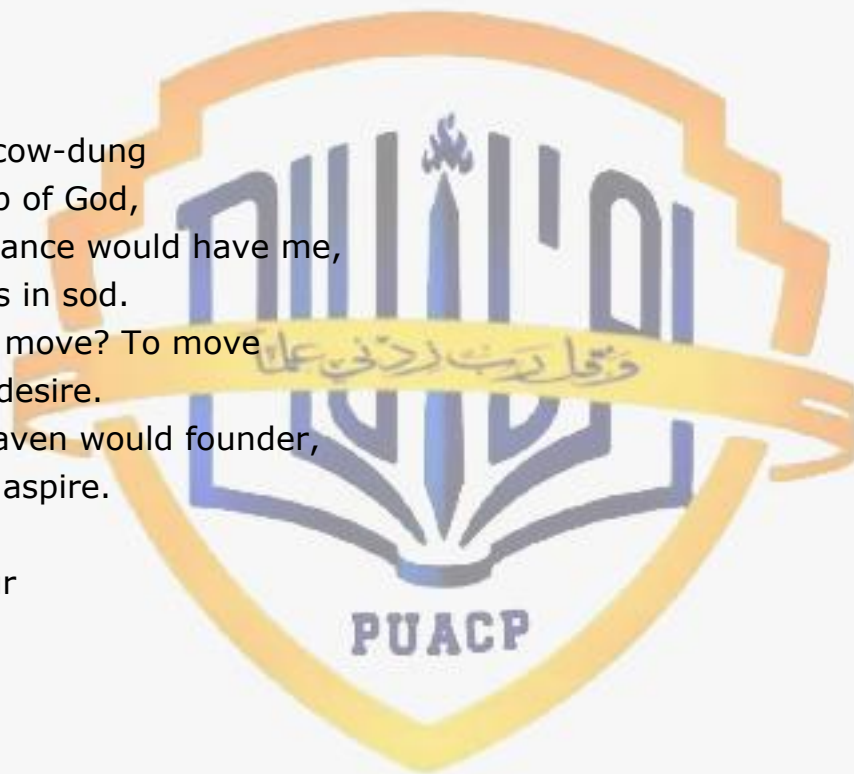 cow-dung
of God,
ance would have me,
s in sod.
move? To move
desire.
aven would founder,
aspire.
r
وقل رب زدني علما
PUACP